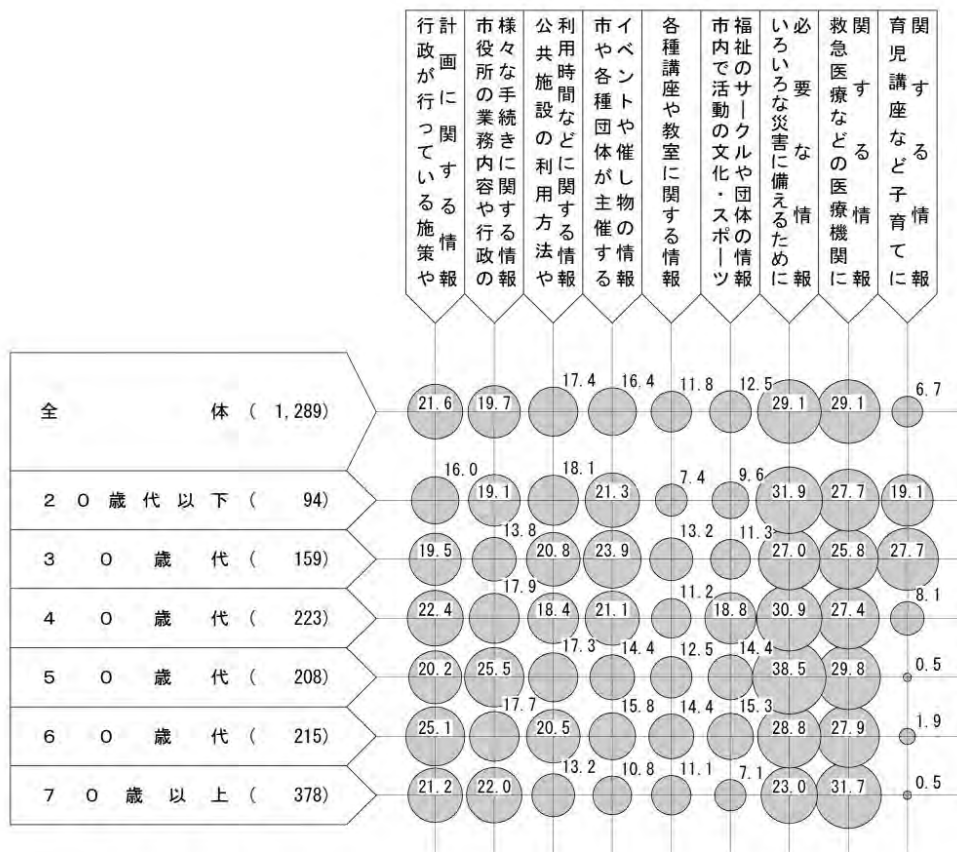 行政が行っている施策や
計画に関する情報
市役所の業務内容や行政の
様々な手続きに関する情報
公共施設の利用方法や
利用時間などに関する情報
市や各種団体が主催する
イベントや催し物の情報
各種講座や教室に関する情報
市内で活動の文化・スポーツ
福祉のサークルや団体の情報
いろいろな災害に備えるために
必要な情報
救急医療などの医療機関に
関する情報
育児講座など子育てに
関する情報
全体 ( 1,289) 21.6 19.7 17.4 16.4 11.8 12.5 29.1 29.1 6.7
20歳代以下 ( 94) 16.0 19.1 18.1 21.3 7.4 9.6 31.9 27.7 19.1
30歳代 ( 159) 19.5 13.8 20.8 23.9 13.2 11.3 27.0 25.8 27.7
40歳代 ( 223) 22.4 17.9 18.4 21.1 11.2 18.8 30.9 27.4 8.1
50歳代 ( 208) 20.2 25.5 17.3 14.4 12.5 14.4 38.5 29.8 0.5
60歳代 ( 215) 25.1 17.7 20.5 15.8 14.4 15.3 28.8 27.9 1.9
70歳以上 ( 378) 21.2 22.0 13.2 10.8 11.1 7.1 23.0 31.7 0.5